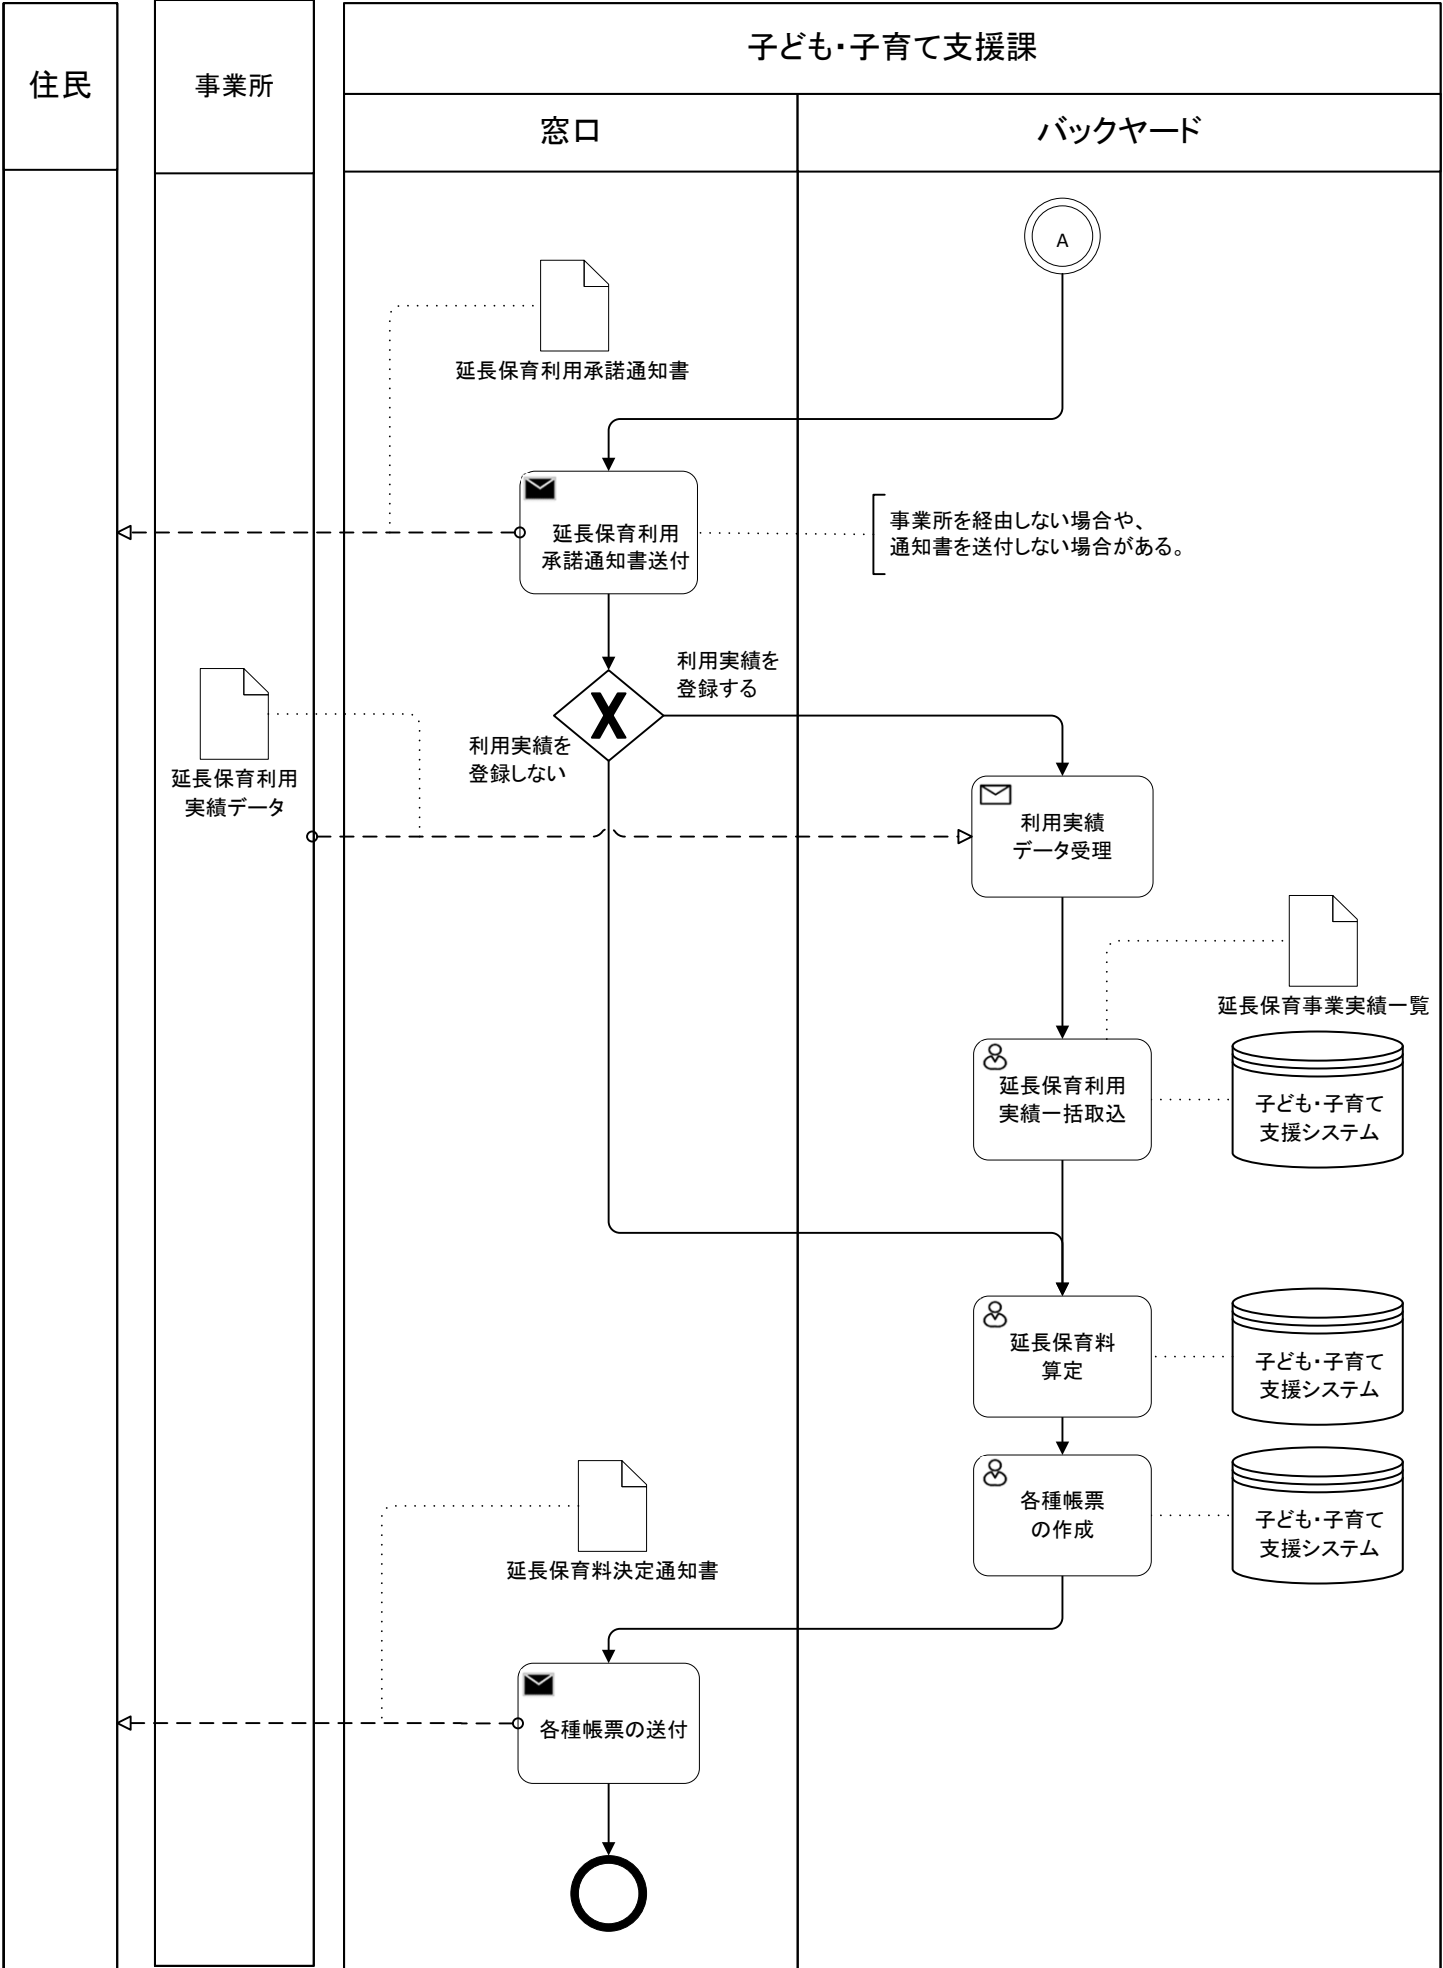 住民
事業所
子ども・子育て支援課
窓口
バックヤード
A
延長保育利用承諾通知書
延長保育利用
承諾通知書送付
事業所を経由しない場合や、
通知書を送付しない場合がある。
利用実績を
登録する
利用実績を
登録しない
延長保育利用
実績データ
利用実績
データ受理
延長保育事業実績一覧
延長保育利用
実績一括取込
子ども・子育て
支援システム
延長保育料
算定
子ども・子育て
支援システム
各種帳票
の作成
子ども・子育て
支援システム
延長保育料決定通知書
各種帳票の送付